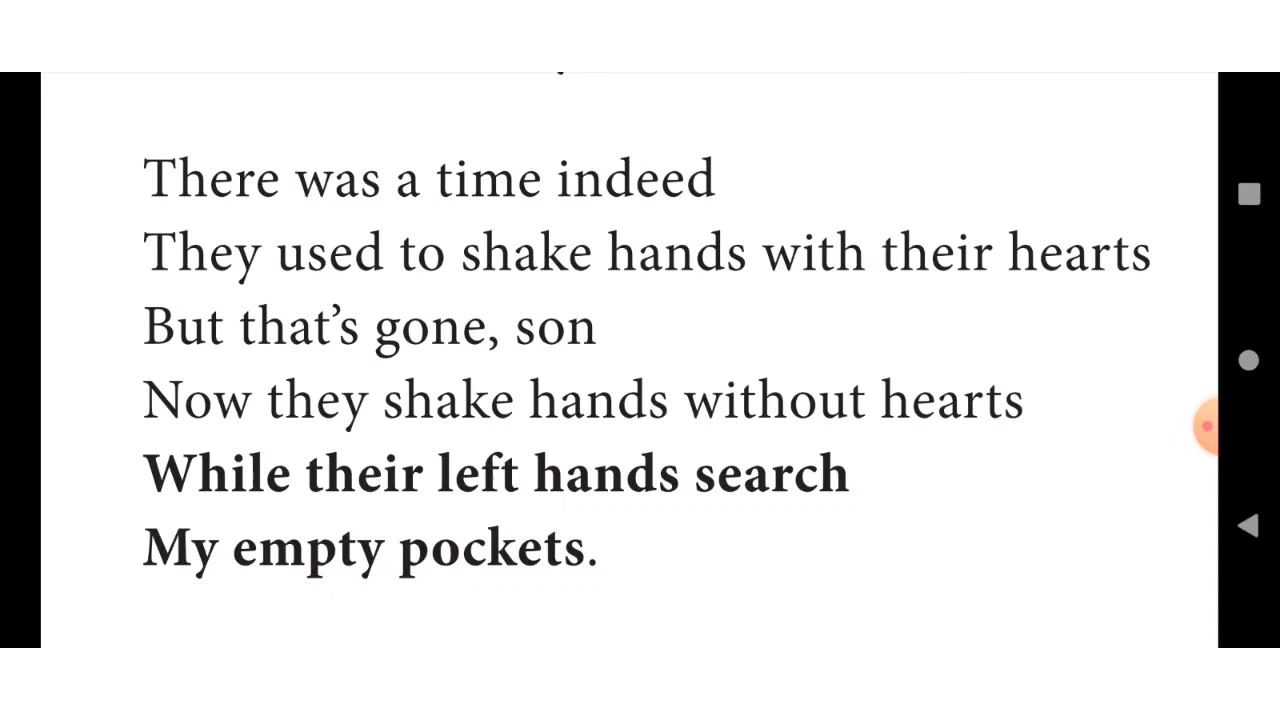 There was a time indeed
They used to shake hands with their hearts
But that’s gone, son
Now they shake hands without hearts
While their left hands search
My empty pockets.